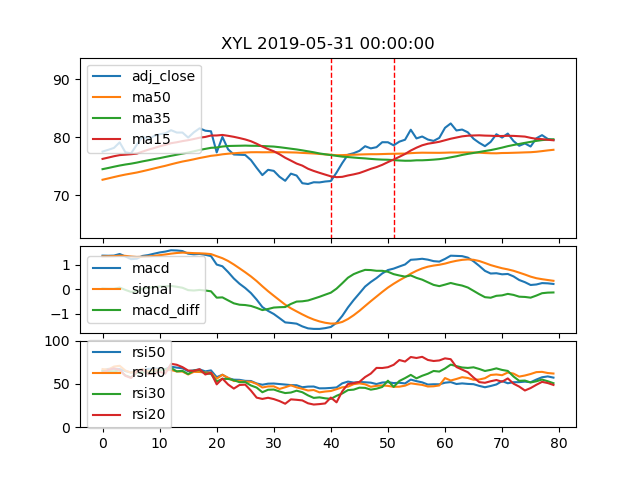 XYL 2019-05-31 00:00:00
90
80
70
adj_close
ma50
ma35
ma15
1
0
−1
macd
signal
macd_diff
100
50
0
rsi50
rsi40
rsi30
rsi20
0 10 20 30 40 50 60 70 80